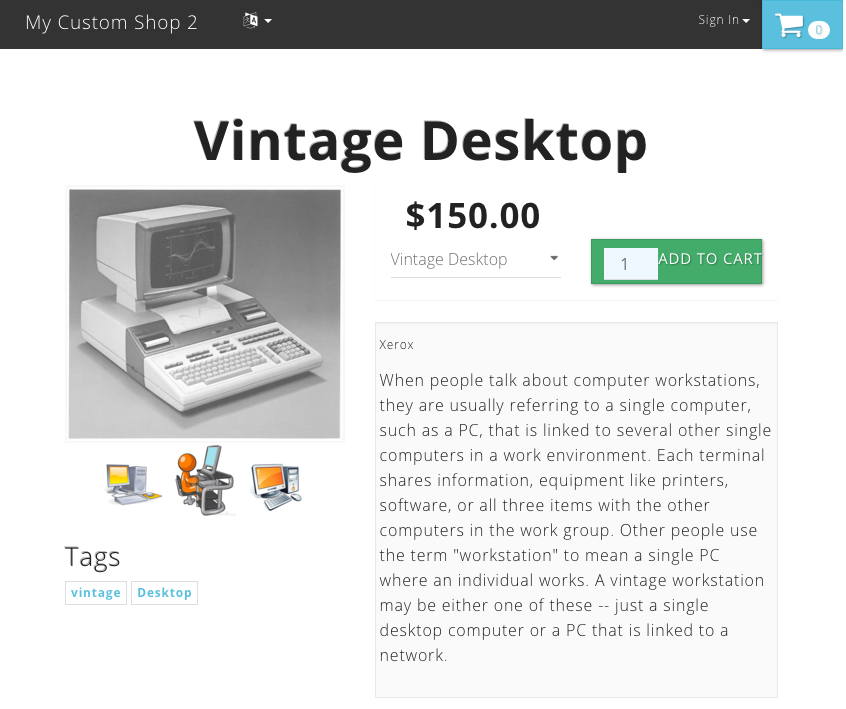 My Custom Shop 2
Sign In
0
Vintage Desktop
$150.00
Vintage Desktop
1
ADD TO CART
Xerox
When people talk about computer workstations,
they are usually referring to a single computer,
such as a PC, that is linked to several other single
computers in a work environment. Each terminal
shares information, equipment like printers,
software, or all three items with the other
computers in the work group. Other people use
the term "workstation" to mean a single PC
where an individual works. A vintage workstation
may be either one of these -- just a single
desktop computer or a PC that is linked to a
network.
Tags
vintage
Desktop